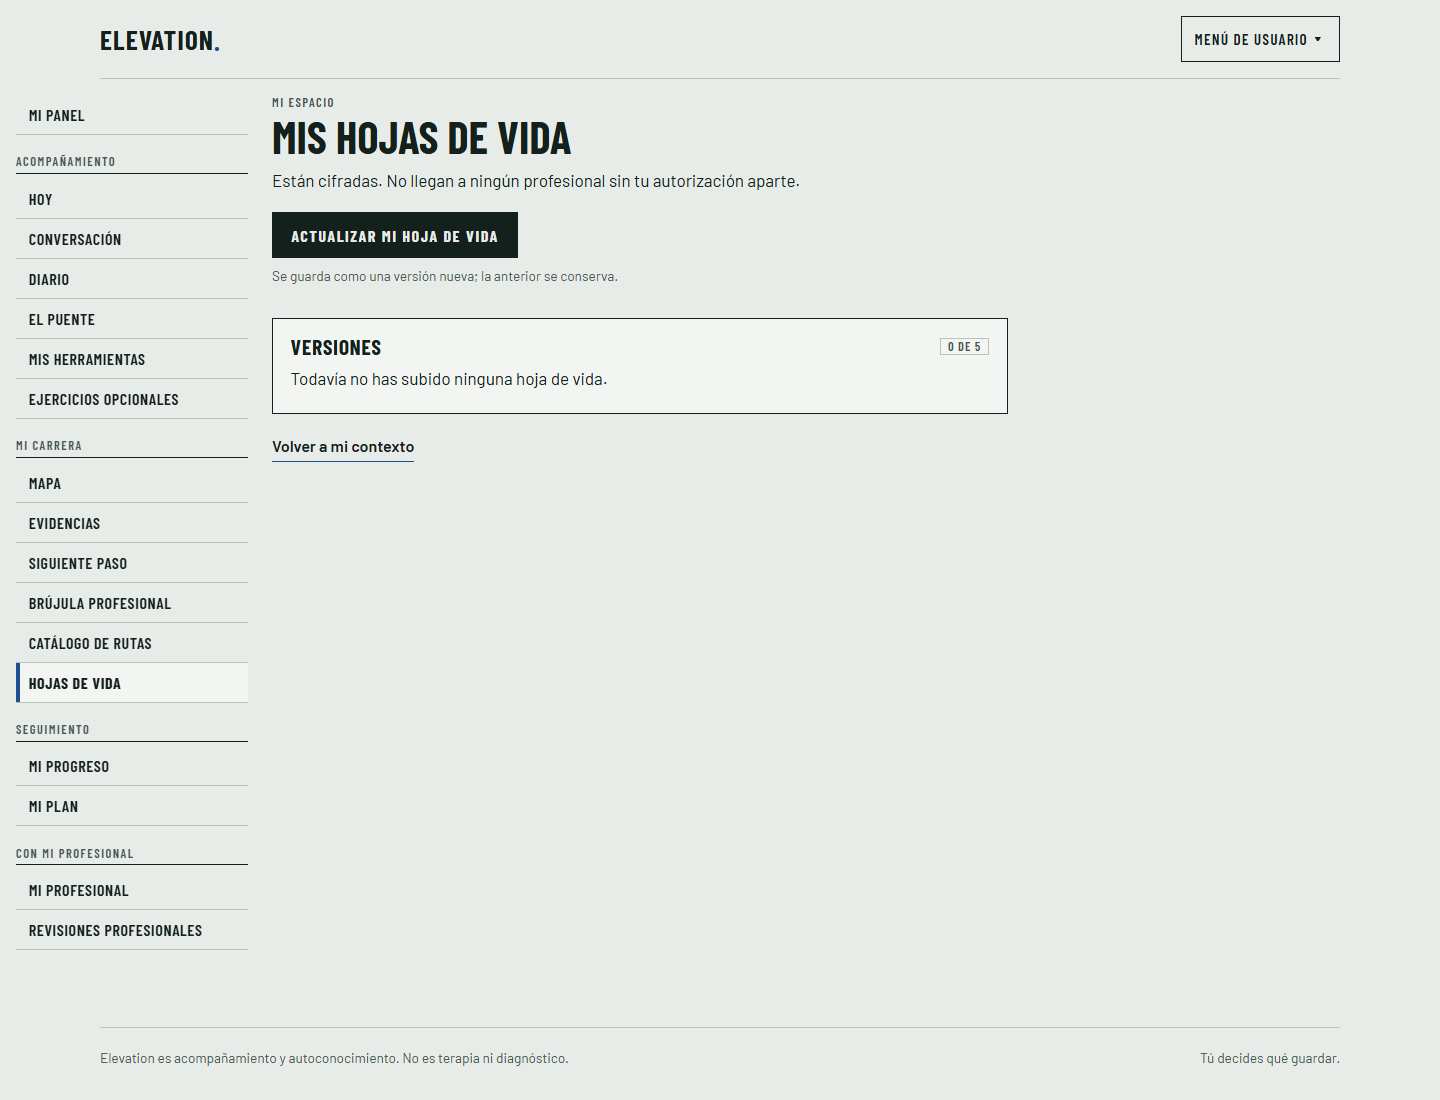 ELEVATION.
MENÚ DE USUARIO
MI PANEL
ACOMPAÑAMIENTO
HOY
CONVERSACIÓN
DIARIO
EL PUENTE
MIS HERRAMIENTAS
EJERCICIOS OPCIONALES
MI CARRERA
MAPA
EVIDENCIAS
SIGUIENTE PASO
BRÚJULA PROFESIONAL
CATÁLOGO DE RUTAS
HOJAS DE VIDA
SEGUIMIENTO
MI PROGRESO
MI PLAN
CON MI PROFESIONAL
MI PROFESIONAL
REVISIONES PROFESIONALES
MI ESPACIO
MIS HOJAS DE VIDA
Están cifradas. No llegan a ningún profesional sin tu autorización aparte.
ACTUALIZAR MI HOJA DE VIDA
Se guarda como una versión nueva; la anterior se conserva.
VERSIONES
0 DE 5
Todavía no has subido ninguna hoja de vida.
Volver a mi contexto
Elevation es acompañamiento y autoconocimiento. No es terapia ni diagnóstico.
Tú decides qué guardar.